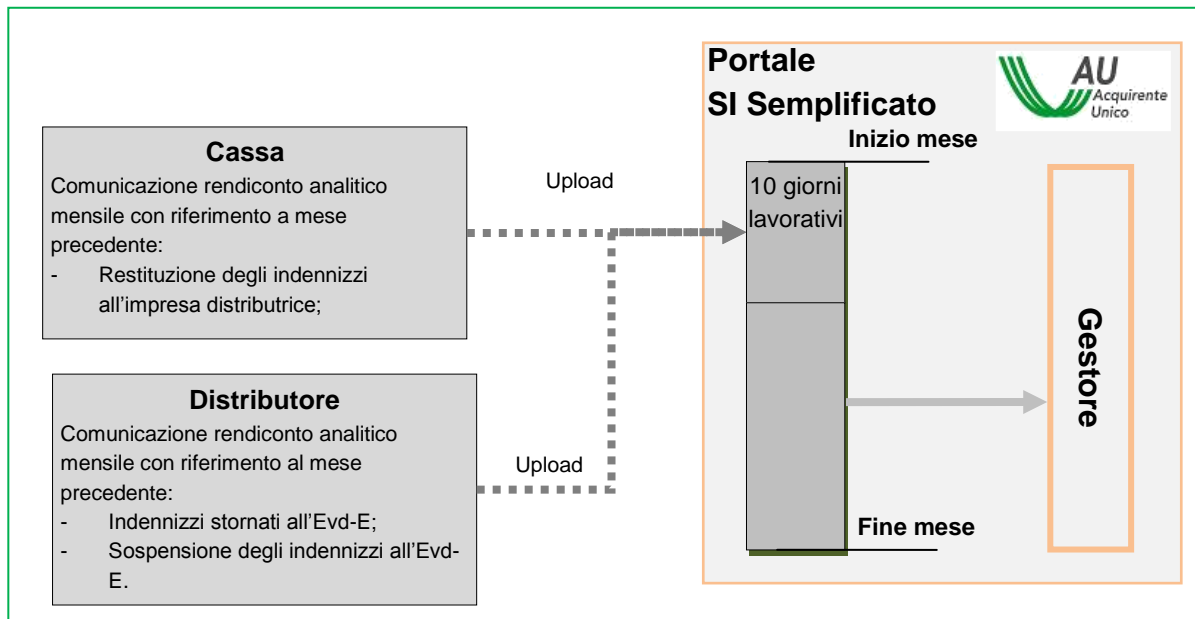 Cassa
Comunicazione rendiconto analitico
mensile con riferimento a mese
precedente:
- Restituzione degli indennizzi
all’impresa distributrice;
Distributore
Comunicazione rendiconto analitico
mensile con riferimento al mese
precedente:
- Indennizzi stornati all’Evd-E;
- Sospensione degli indennizzi all’Evd-
E.
Upload
Upload
Portale
SI Semplificato
AU
Acquirente
Unico
Inizio mese
10 giorni
lavorativi
Fine mese
Gestore